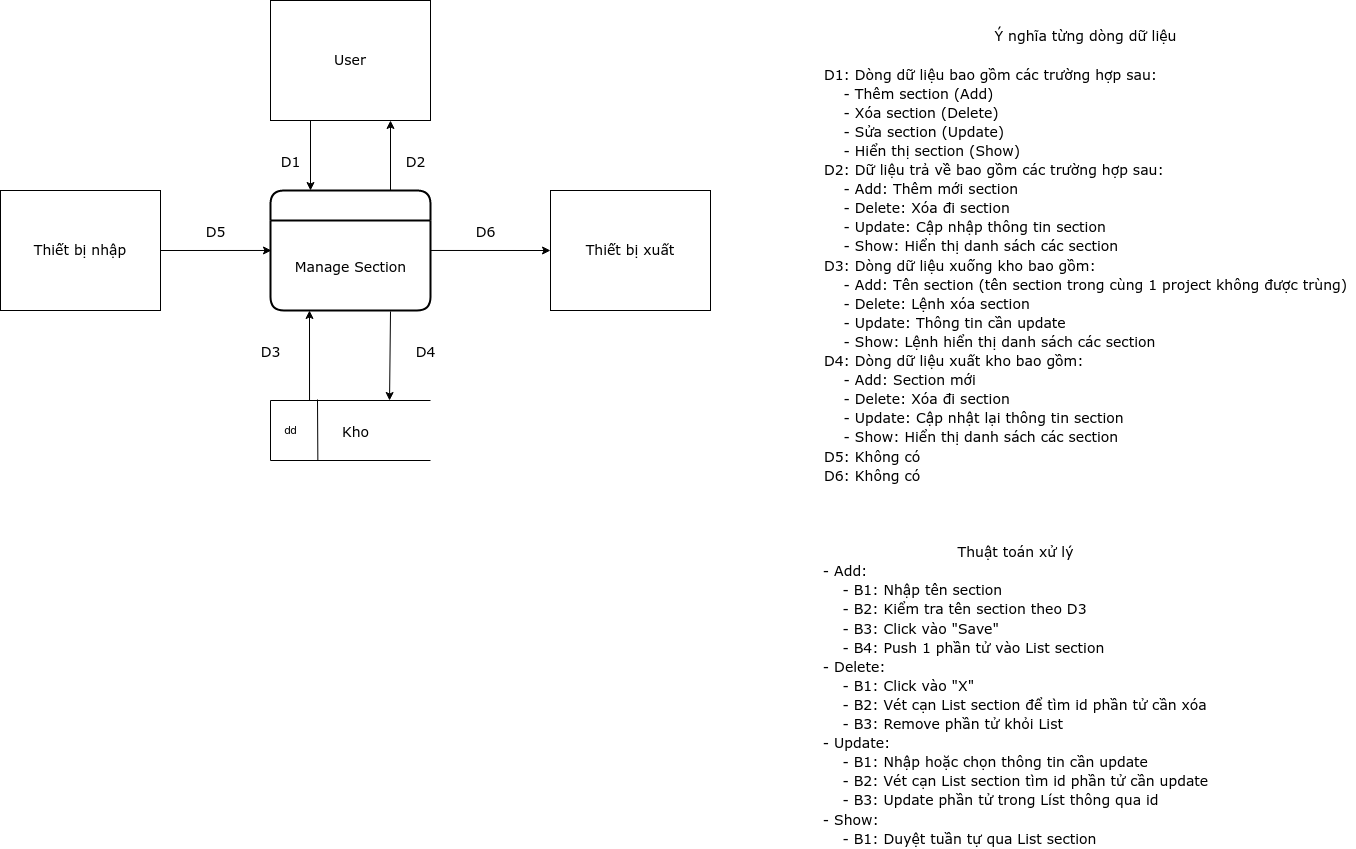 User
D1
D2
Thiết bị nhập
D5
Manage Section
D6
Thiết bị xuất
D3
D4
dd
Kho
Ý nghĩa từng dòng dữ liệu
D1: Dòng dữ liệu bao gồm các trường hợp sau:
- Thêm section (Add)
- Xóa section (Delete)
- Sửa section (Update)
- Hiển thị section (Show)
D2: Dữ liệu trả về bao gồm các trường hợp sau:
- Add: Thêm mới section
- Delete: Xóa đi section
- Update: Cập nhập thông tin section
- Show: Hiển thị danh sách các section
D3: Dòng dữ liệu xuống kho bao gồm:
- Add: Tên section (tên section trong cùng 1 project không được trùng)
- Delete: Lệnh xóa section
- Update: Thông tin cần update
- Show: Lệnh hiển thị danh sách các section
D4: Dòng dữ liệu xuất kho bao gồm:
- Add: Section mới
- Delete: Xóa đi section
- Update: Cập nhật lại thông tin section
- Show: Hiển thị danh sách các section
D5: Không có
D6: Không có
Thuật toán xử lý
- Add:
- B1: Nhập tên section
- B2: Kiểm tra tên section theo D3
- B3: Click vào "Save"
- B4: Push 1 phần tử vào List section
- Delete:
- B1: Click vào "X"
- B2: Vét cạn List section để tìm id phần tử cần xóa
- B3: Remove phần tử khỏi List
- Update:
- B1: Nhập hoặc chọn thông tin cần update
- B2: Vét cạn List section tìm id phần tử cần update
- B3: Update phần tử trong Líst thông qua id
- Show:
- B1: Duyệt tuần tự qua List section